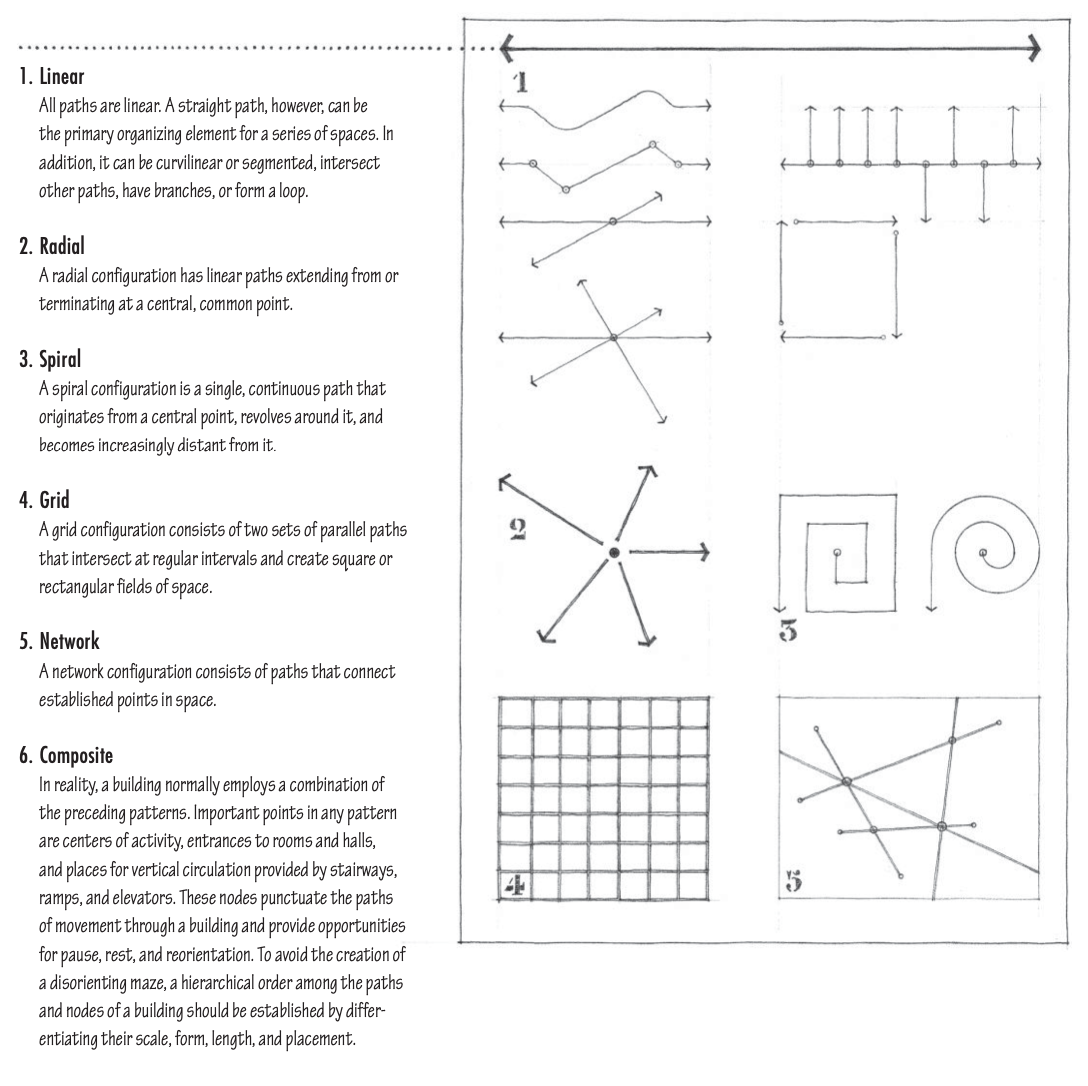 1. Linear
All paths are linear. A straight path, however, can be
the primary organizing element for a series of spaces. In
addition, it can be curvilinear or segmented, intersect
other paths, have branches, or form a loop.
2. Radial
A radial configuration has linear paths extending from or
terminating at a central, common point.
3. Spiral
A spiral configuration is a single, continuous path that
originates from a central point, revolves around it, and
becomes increasingly distant from it.
4. Grid
A grid configuration consists of two sets of parallel paths
that intersect at regular intervals and create square or
rectangular fields of space.
5. Network
A network configuration consists of paths that connect
established points in space.
6. Composite
In reality, a building normally employs a combination of
the preceding patterns. Important points in any pattern
are centers of activity, entrances to rooms and halls,
and places for vertical circulation provided by stairways,
ramps, and elevators. These nodes punctuate the paths
of movement through a building and provide opportunities
for pause, rest, and reorientation. To avoid the creation of
a disorienting maze, a hierarchical order among the paths
and nodes of a building should be established by differ-
entiating their scale, form, length, and placement.
1
2
3
4
5